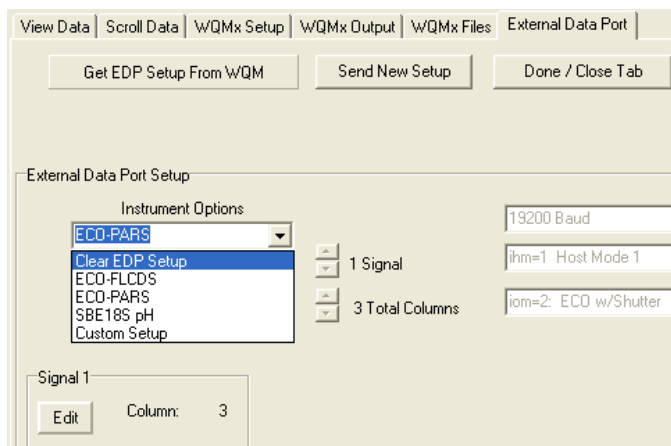 View Data Scroll Data WQMx Setup WQMx Output WQMx Files External Data Port
Get EDP Setup From WQM Send New Setup Done / Close Tab
External Data Port Setup
Instrument Options
ECO-PARS
Clear EDP Setup
ECO-FLCDS
ECO-PARS
SBE18S pH
Custom Setup
1 Signal
3 Total Columns
19200 Baud
ihm=1 Host Mode 1
iom=2: ECO w/Shutter
Signal 1
Edit Column: 3